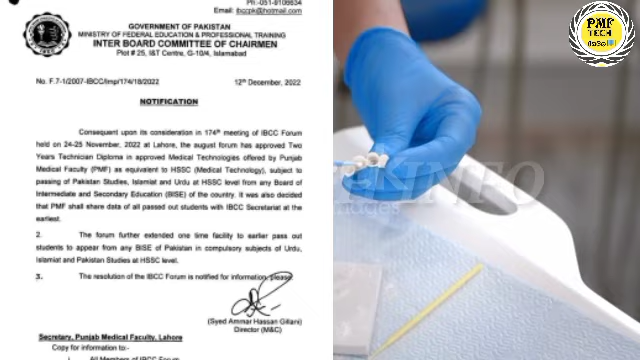 Ph:051-9106634
Email: ibccpk@hotmail.com
GOVERNMENT OF PAKISTAN
MINISTRY OF FEDERAL EDUCATION & PROFESSIONAL TRAINING
INTER BOARD COMMITTEE OF CHAIRMEN
Plot # 25, I&T Centre, G-10/4, Islamabad
No. F.7-1/2007-IBCC/Imp/174/18/2022 12th December, 2022
NOTIFICATION
Consequent upon its consideration in 174th meeting of IBCC Forum
held on 24-25 November, 2022 at Lahore, the august forum has approved Two
Years Technician Diploma in approved Medical Technologies offered by Punjab
Medical Faculty (PMF) as equivalent to HSSC (Medical Technology), subject to
passing of Pakistan Studies, Islamiat and Urdu at HSSC level from any Board of
Intermediate and Secondary Education (BISE) of the country. It was also decided
that PMF shall share data of all passed out students with IBCC Secretariat at the
earliest.
2. The forum further extended one time facility to earlier pass out
students to appear from any BISE of Pakistan in compulsory subjects of Urdu,
Islamiat and Pakistan Studies at HSSC level.
3. The resolution of the IBCC Forum is notified for information, please.
(Syed Ammar Hassan Gillani)
Director (M&C)
Secretary, Punjab Medical Faculty, Lahore
Copy for information to:
All Members of IBCC Forum
PMF
TECH
INFO